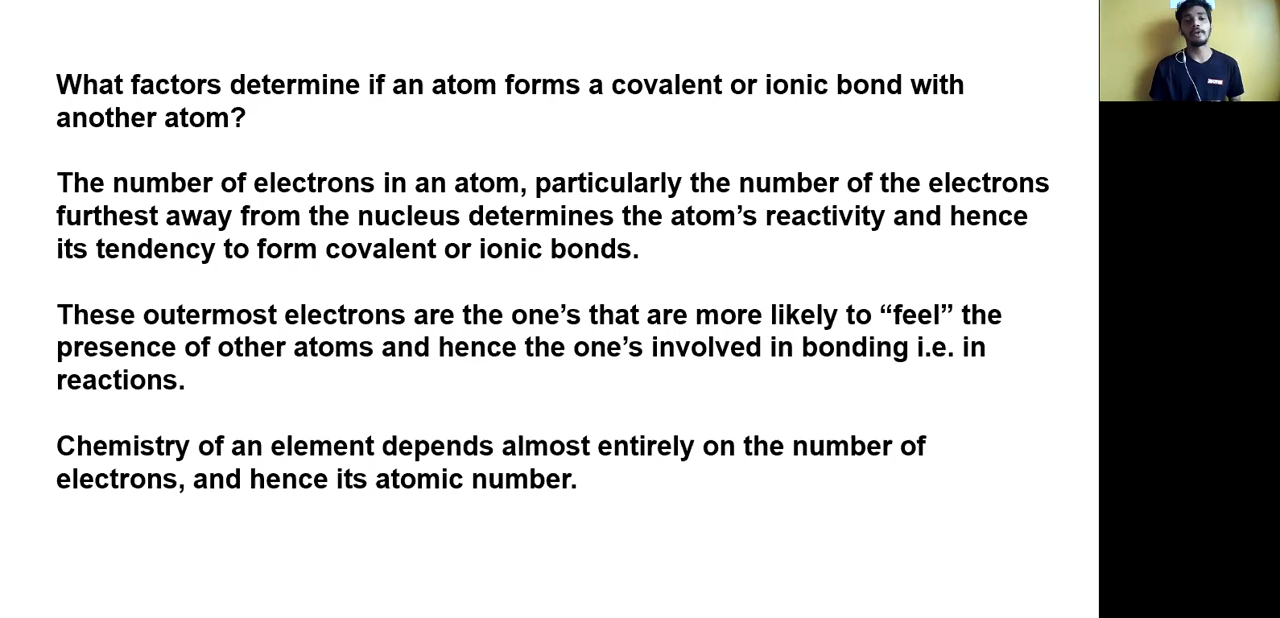 What factors determine if an atom forms a covalent or ionic bond with
another atom?
The number of electrons in an atom, particularly the number of the electrons
furthest away from the nucleus determines the atom’s reactivity and hence
its tendency to form covalent or ionic bonds.
These outermost electrons are the one’s that are more likely to “feel” the
presence of other atoms and hence the one’s involved in bonding i.e. in
reactions.
Chemistry of an element depends almost entirely on the number of
electrons, and hence its atomic number.